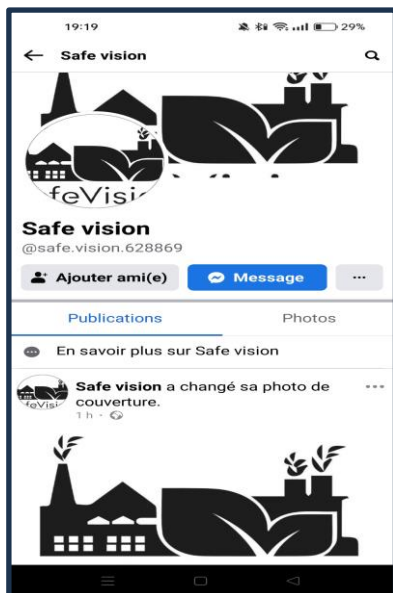 19:19
29%
Safe vision
feVisi
Safe vision
@safe.vision.628869
Ajouter ami(e)
Message
Publications
Photos
En savoir plus sur Safe vision
Safe vision a changé sa photo de
couverture.
1 h